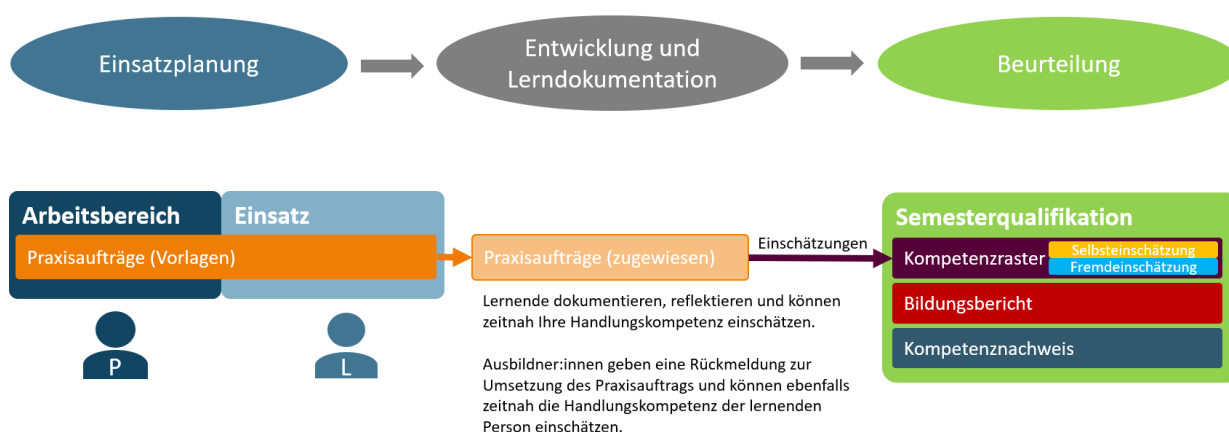 Einsatzplanung
Entwicklung und
Lerndokumentation
Beurteilung
Arbeitsbereich
Einsatz
Praxisaufträge (Vorlagen)
Praxisaufträge (zugewiesen)
Einschätzungen
Semesterqualifikation
Kompetenzraster
Selbsteinschätzung
Fremdeinschätzung
Bildungsbericht
Kompetenznachweis
P
L
Lernende dokumentieren, reflektieren und können
zeitnah Ihre Handlungskompetenz einschätzen.
Ausbildner:innen geben eine Rückmeldung zur
Umsetzung des Praxisauftrags und können ebenfalls
zeitnah die Handlungskompetenz der lernenden
Person einschätzen.